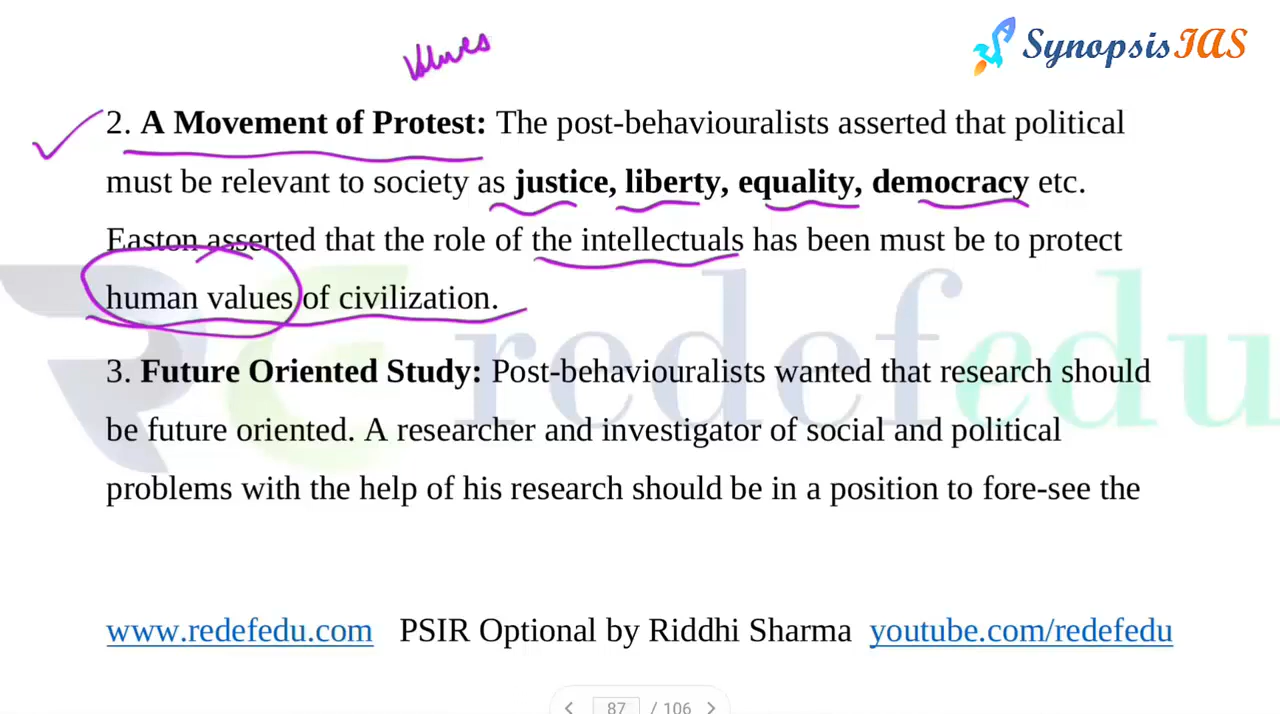 values
SynopsisIAS
2. A Movement of Protest: The post-behaviouralists asserted that political
must be relevant to society as justice, liberty, equality, democracy etc.
Easton asserted that the role of the intellectuals has been must be to protect
human values of civilization.
redefedu
3. Future Oriented Study: Post-behaviouralists wanted that research should
be future oriented. A researcher and investigator of social and political
problems with the help of his research should be in a position to fore-see the
www.redefedu.com PSIR Optional by Riddhi Sharma youtube.com/redefedu
87 / 106